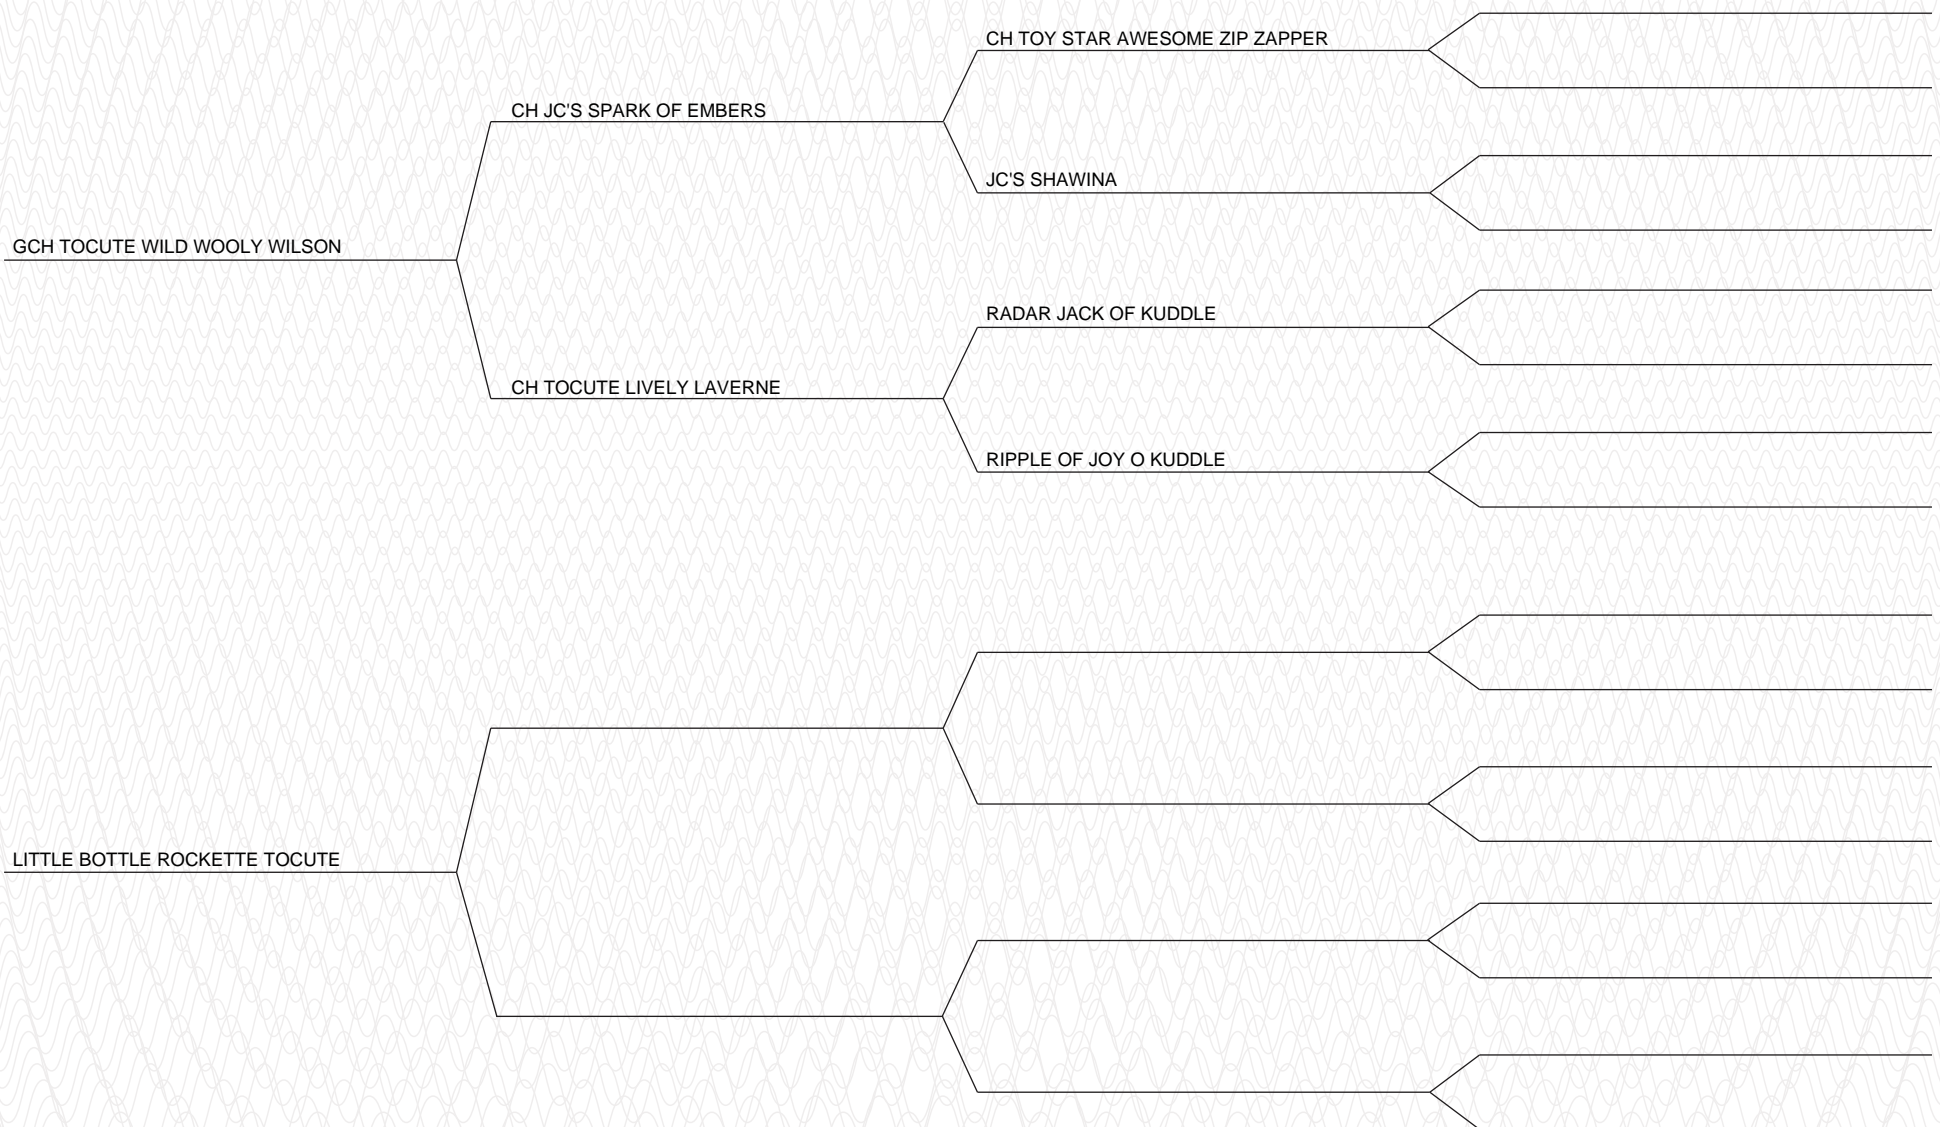 CH TOY STAR AWESOME ZIP ZAPPER
CH JC'S SPARK OF EMBERS
JC'S SHAWINA
GCH TOCUTE WILD WOOLY WILSON
RADAR JACK OF KUDDLE
CH TOCUTE LIVELY LAVERNE
RIPPLE OF JOY O KUDDLE
LITTLE BOTTLE ROCKETTE TOCUTE